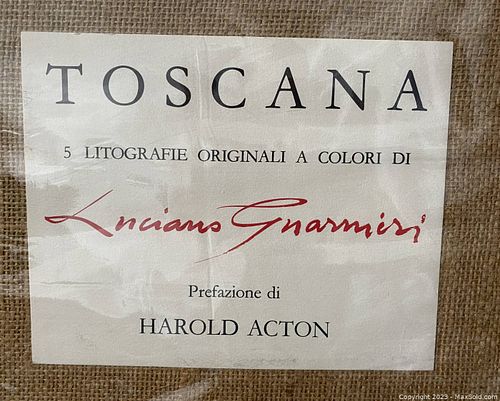 TOSCANA
5 LITOGRAFIE ORIGINALI A COLORI DI
Luciano Guarnieri
Prefazione di
HAROLD ACTON
Copyright 2023 - MaxSold.com